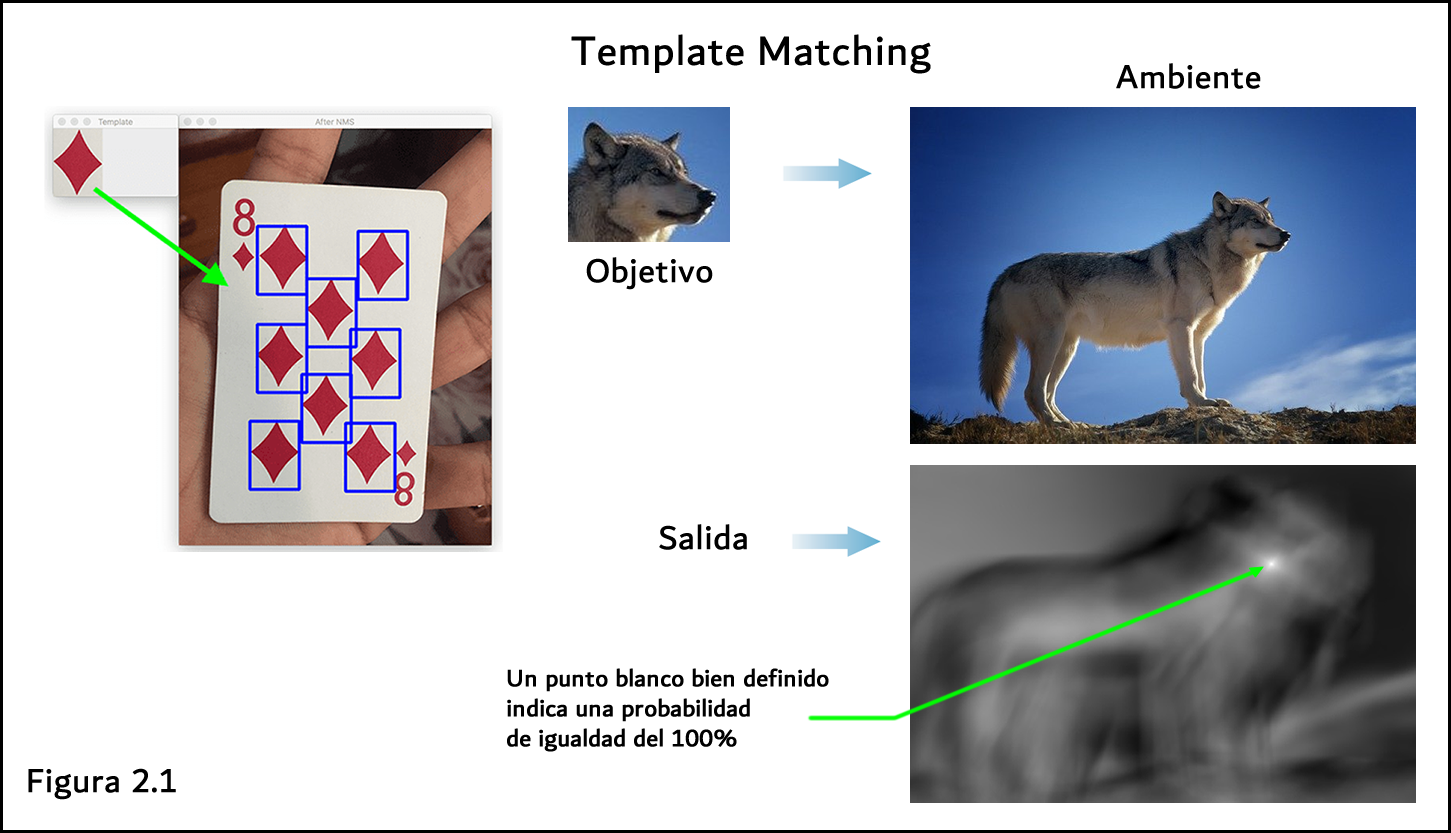 Template Matching
Ambiente
Template
After NMS
8
8
Objetivo
Salida
Un punto blanco bien definido
indica una probabilidad
de igualdad del 100%
Figura 2.1